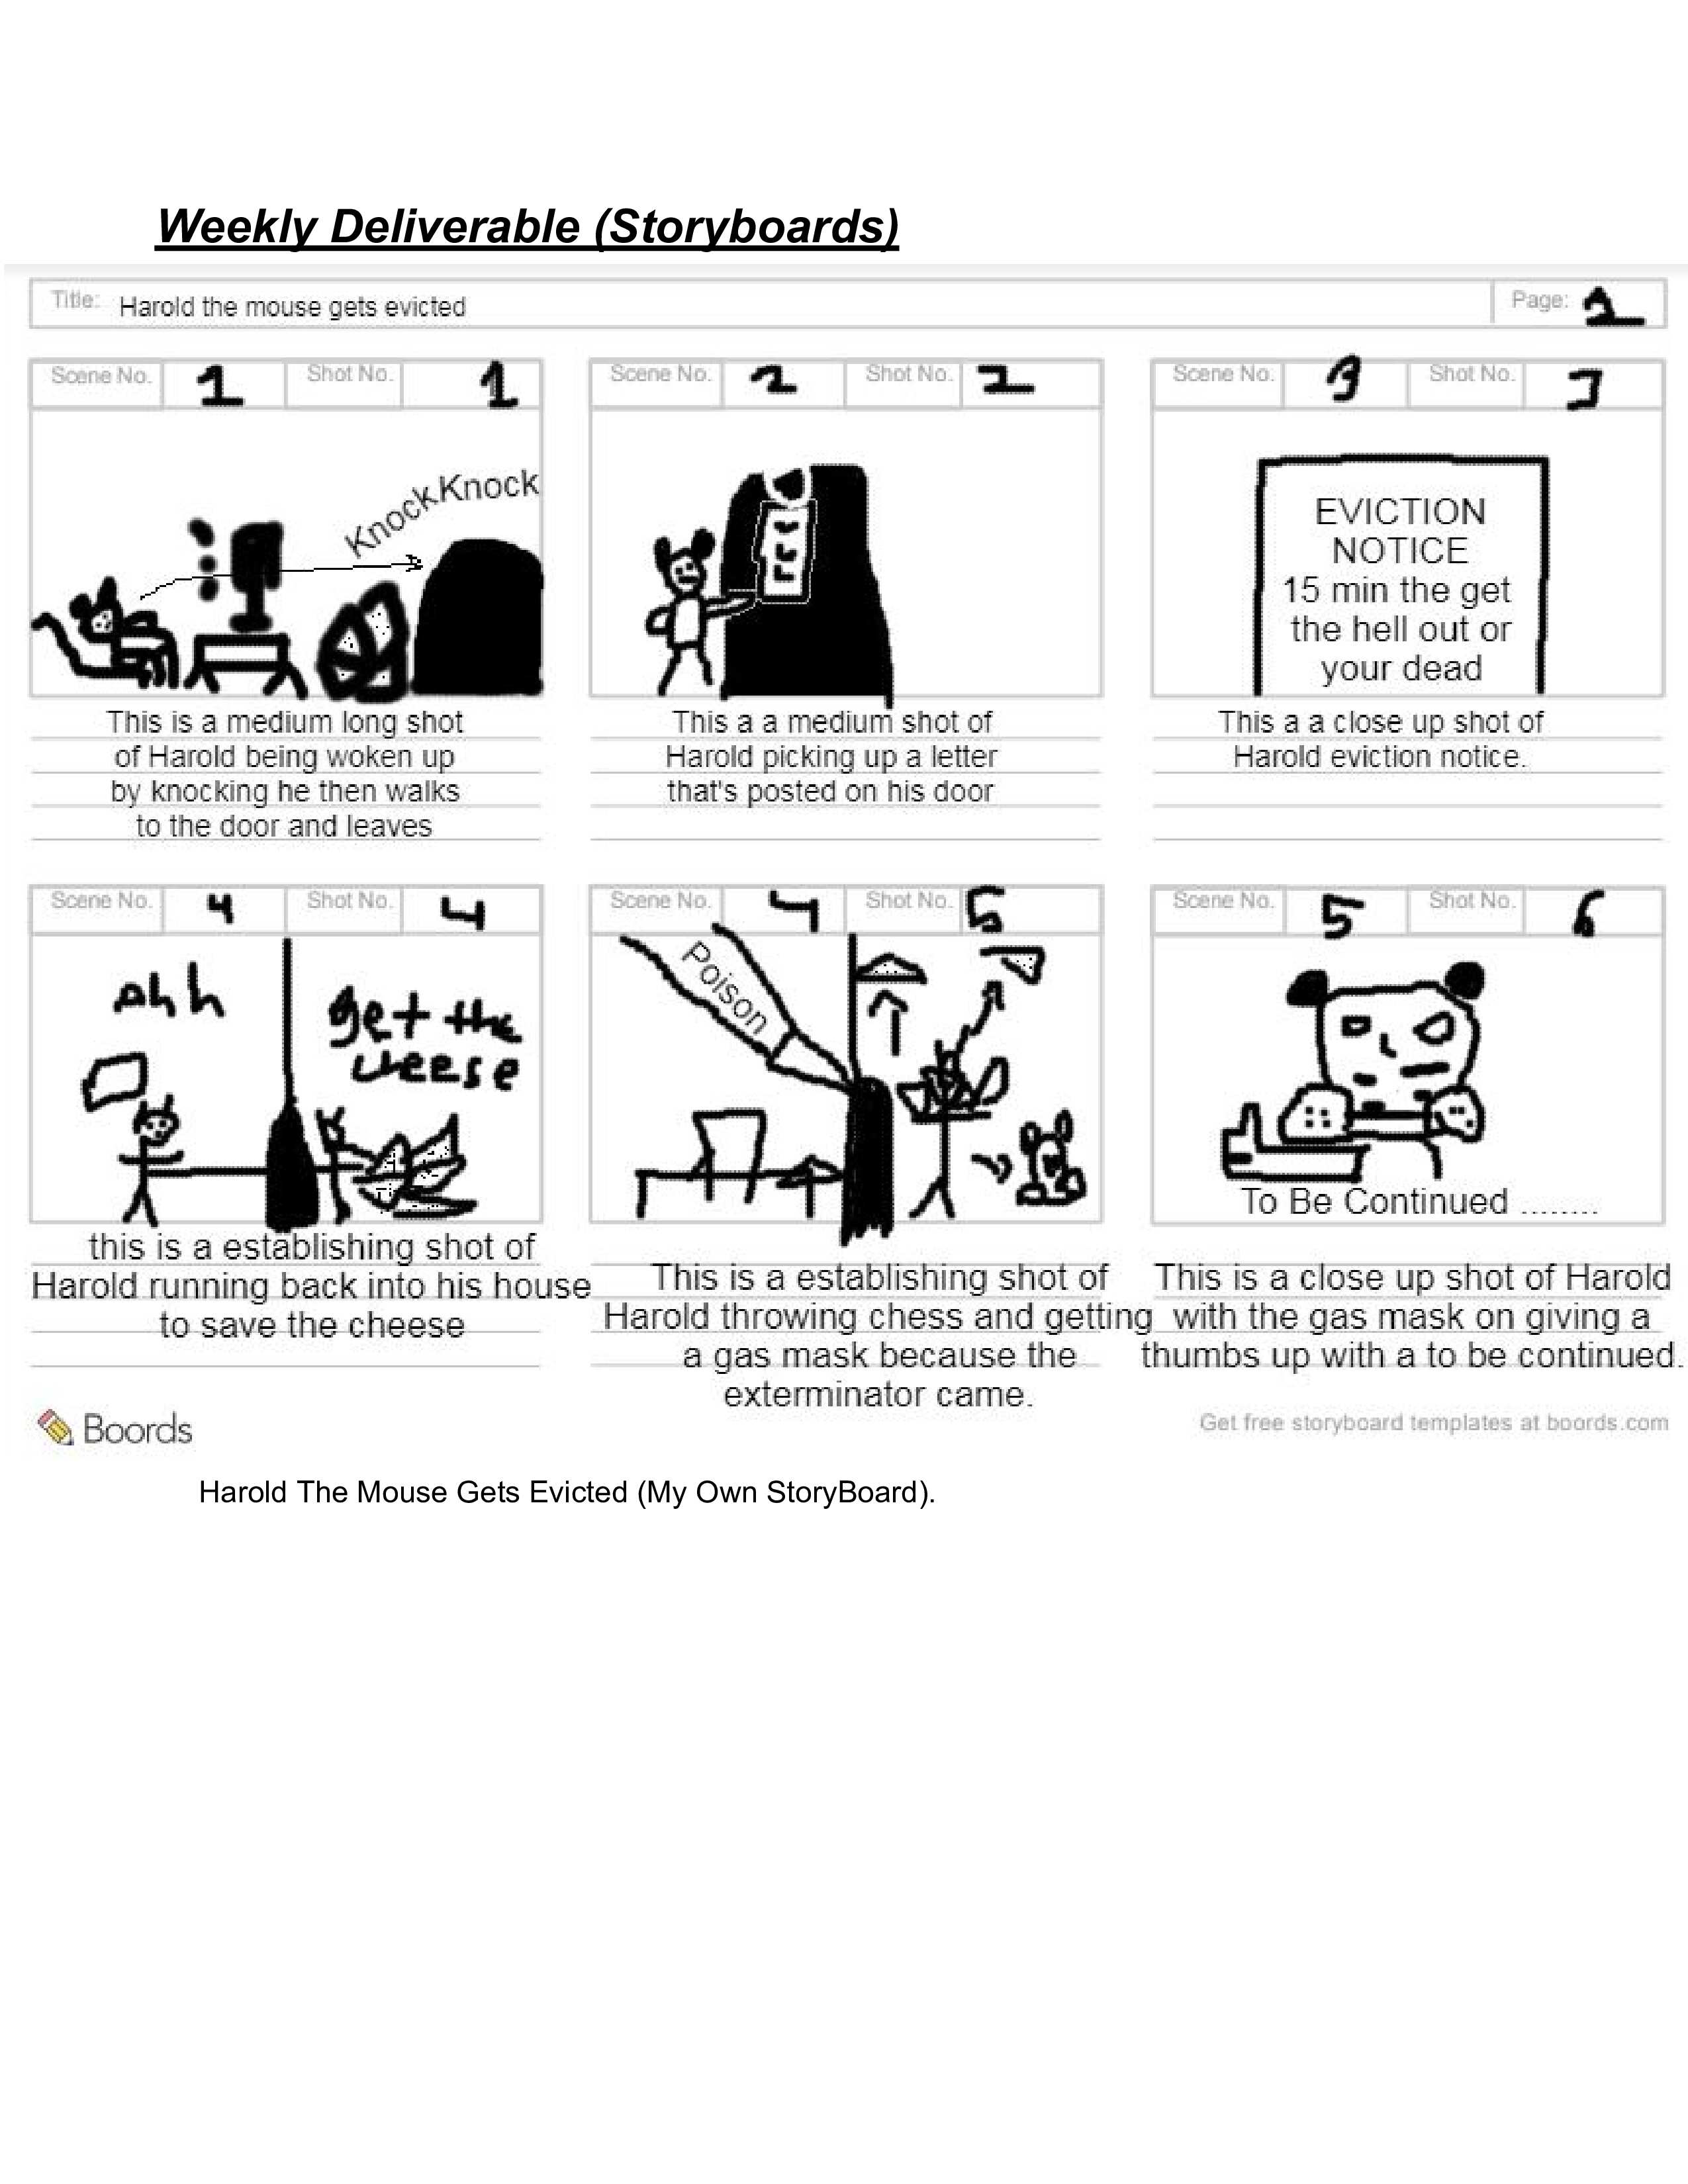 Weekly Deliverable (Storyboards)
Title: Harold the mouse gets evicted
Page: 1
Scene No. 1 Shot No. 1
Scene No. 2 Shot No. 2
Scene No. 3 Shot No. 3
KnockKnock
EVICTION
NOTICE
15 min the get
the hell out or
your dead
This is a medium long shot
of Harold being woken up
by knocking he then walks
to the door and leaves
This a a medium shot of
Harold picking up a letter
that's posted on his door
This a a close up shot of
Harold eviction notice.
Scene No. 4 Shot No. 4
Scene No. 4 Shot No. 5
Scene No. 5 Shot No. 6
ahh
get the
cheese
Poison
To Be Continued ........
this is a establishing shot of
Harold running back into his house
to save the cheese
This is a establishing shot of
Harold throwing chess and getting
a gas mask because the
exterminator came.
This is a close up shot of Harold
with the gas mask on giving a
thumbs up with a to be continued.
Boords
Get free storyboard templates at boords.com
Harold The Mouse Gets Evicted (My Own StoryBoard).